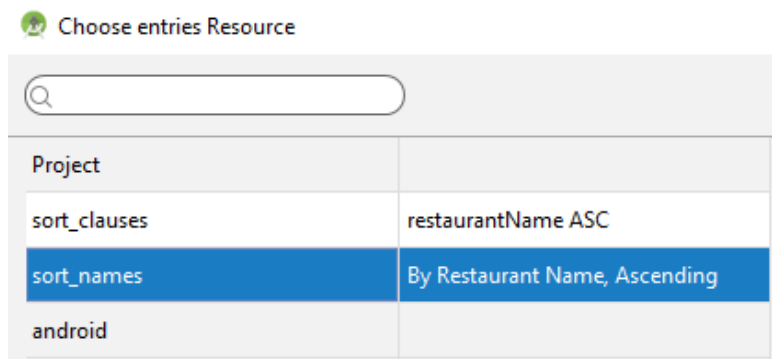 Choose entries Resource
Project
sort_clauses restaurantName ASC
sort_names By Restaurant Name, Ascending
android